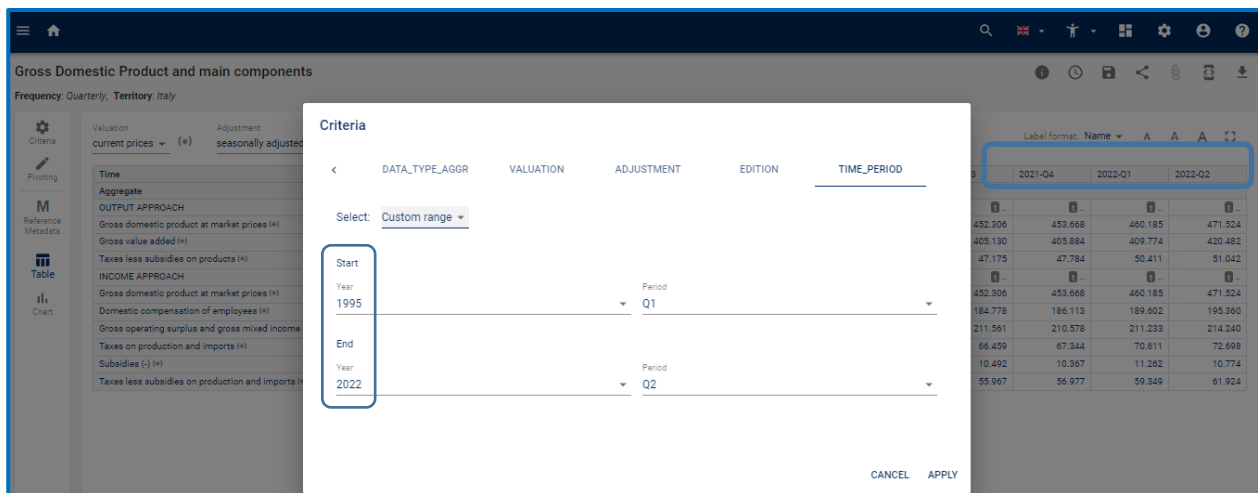 Gross Domestic Product and main components
Frequency: Quarterly, Territory: Italy
Criteria
Pivoting
M
Reference
Metadata
Table
Chart
Valuation
current prices (*)
Adjustment
seasonally adjusted
Label format: Name A A A
Time 2021-Q4 2022-Q1 2022-Q2
Aggregate
OUTPUT APPROACH
Gross domestic product at market prices (*) 452.306 453.668 460.185 471.524
Gross value added (*) 405.130 405.884 409.774 420.482
Taxes less subsidies on products (*) 47.175 47.784 50.411 51.042
INCOME APPROACH
Gross domestic product at market prices (*) 452.306 453.668 460.185 471.524
Domestic compensation of employees (*) 184.778 186.113 189.602 195.360
Gross operating surplus and gross mixed income 211.561 210.578 211.233 214.240
Taxes on production and imports (*) 66.459 67.344 70.611 72.698
Subsidies (-) (*) 10.492 10.367 11.262 10.774
Taxes less subsidies on production and imports 55.967 56.977 59.349 61.924
Criteria
DATA_TYPE_AGGR VALUATION ADJUSTMENT EDITION TIME_PERIOD
Select: Custom range
Start
Year Period
1995 Q1
End
Year Period
2022 Q2
CANCEL APPLY